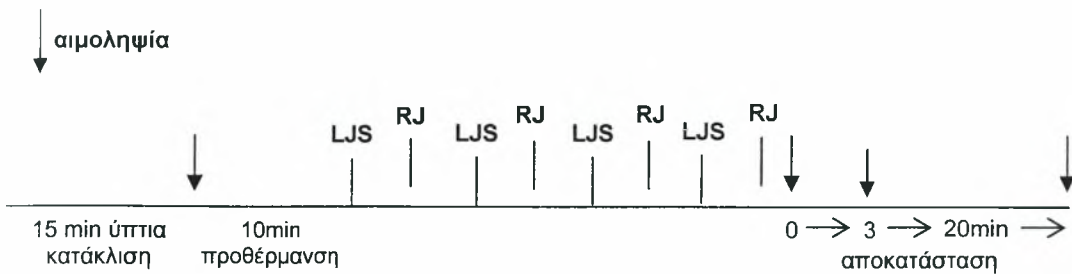 αιμοληψία
LJS RJ LJS RJ LJS RJ LJS RJ
15 min ύπτια κατάκλιση
10min προθέρμανση
0 → 3 → 20min →
αποκατάσταση